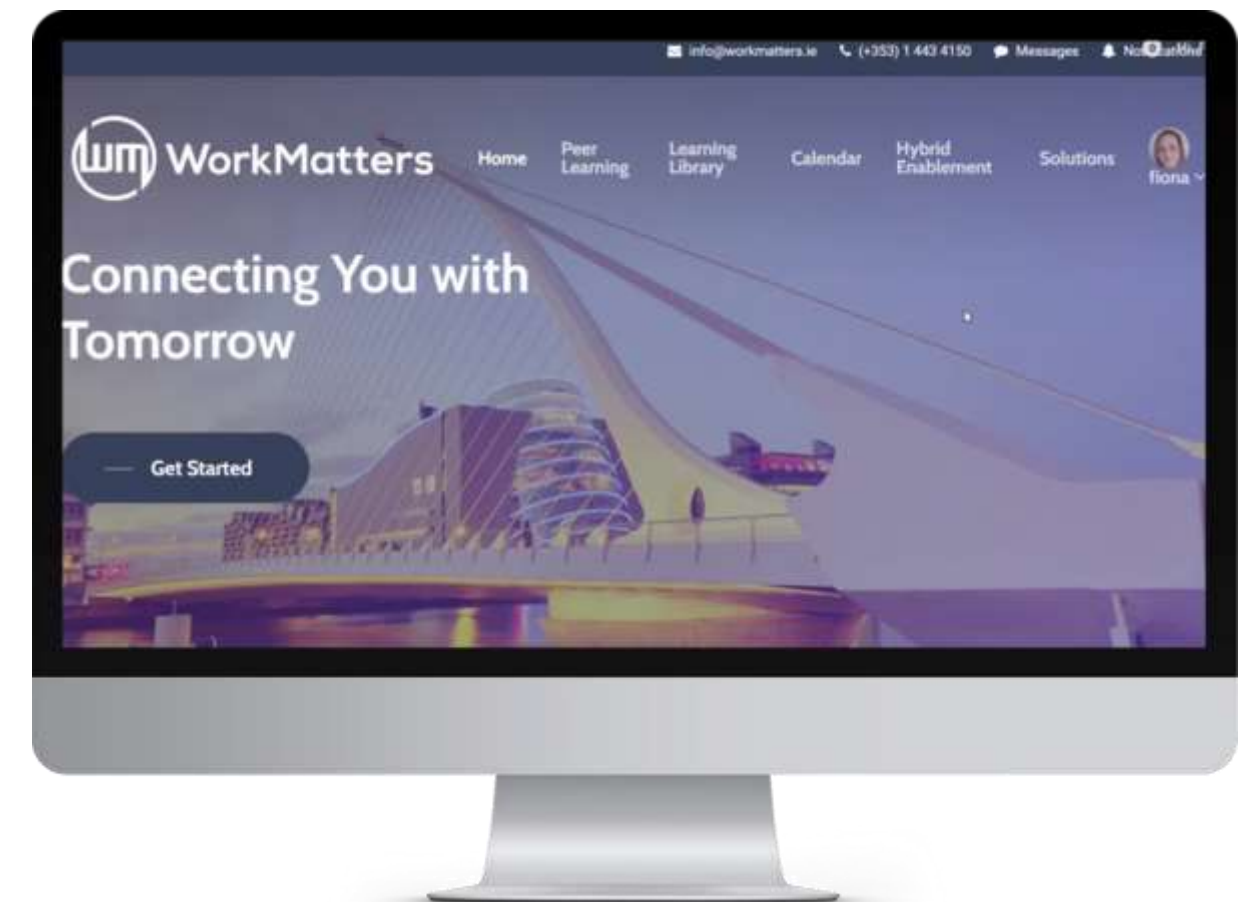 info@workmatters.ie (+353) 1 443 4150 Messages
wm WorkMatters
Home
Peer
Learning
Learning
Library
Calendar
Hybrid
Enablement
Solutions
fiona
Connecting You with
Tomorrow
Get Started